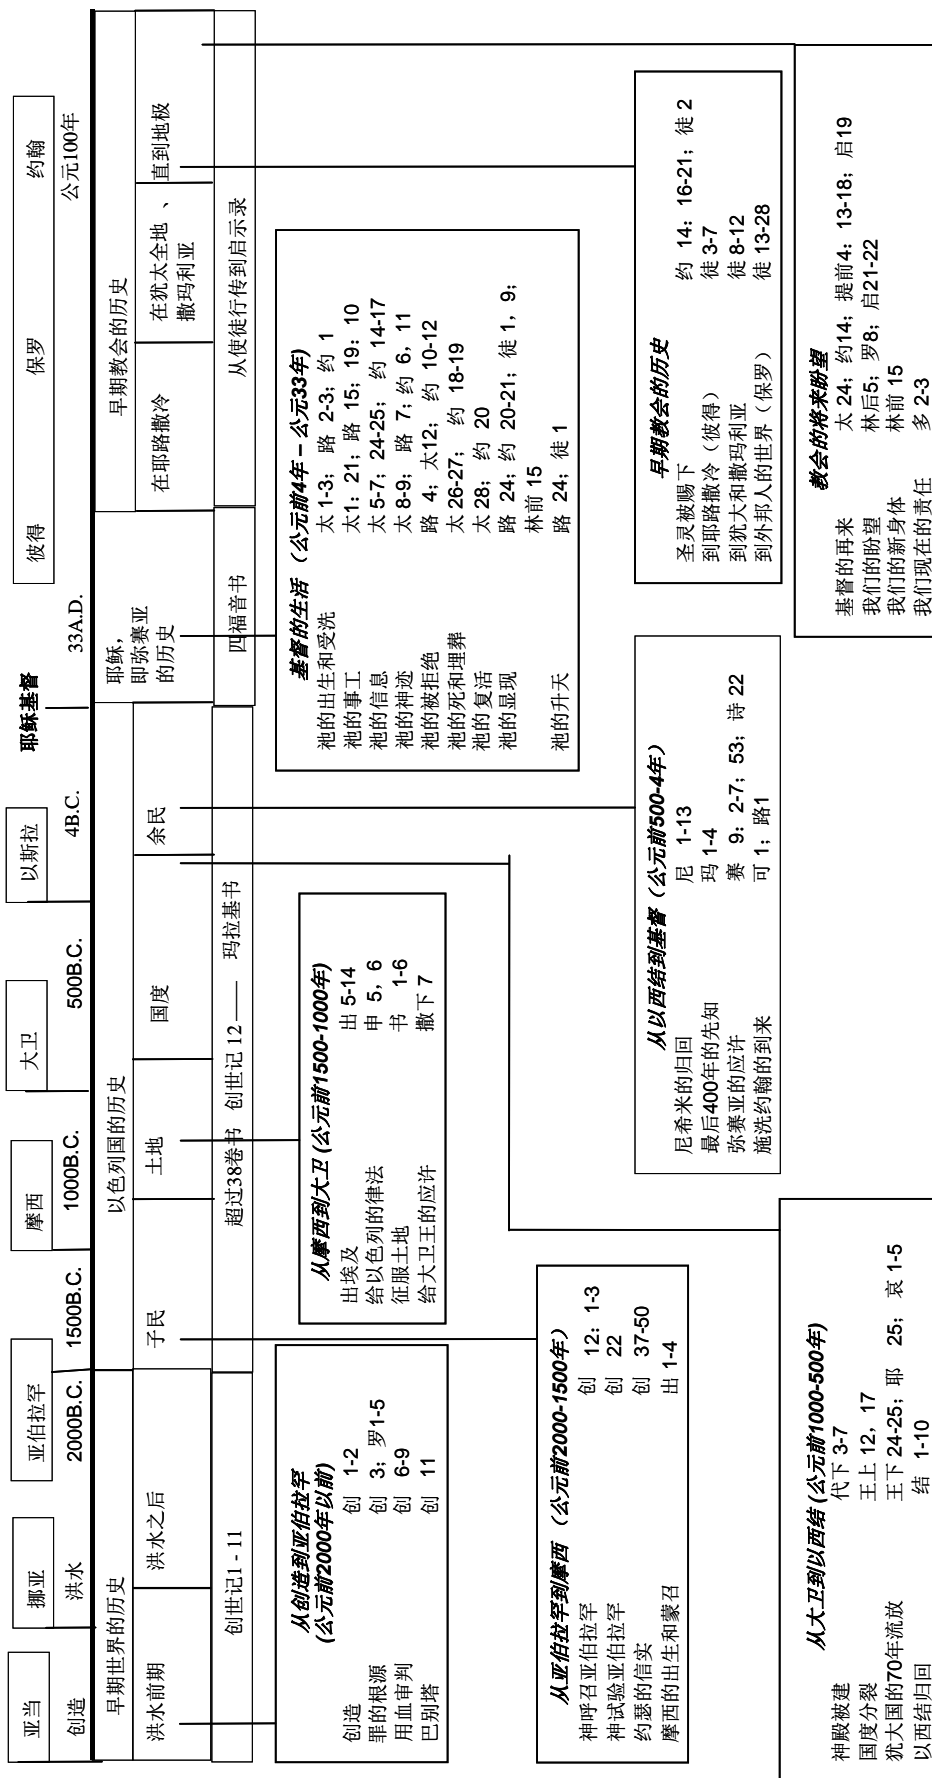 亚当 挪亚 亚伯拉罕 摩西 大卫 以斯拉 耶稣基督 彼得 保罗 约翰
创造 洪水 2000B.C. 1500B.C. 1000B.C. 500B.C. 4B.C. 33A.D. 公元100年
早期世界的历史 以色列国的历史 耶稣，即弥赛亚的历史 早期教会的历史
洪水前期 洪水之后 子民 土地 国度 余民 在耶路撒冷 在犹太全地、撒玛利亚 直到地极
创世记1 - 11 超过38卷书 创世记 12 —— 玛拉基书 四福音书 从使徒行传到启示录
从创造到亚伯拉罕
(公元前2000年以前)
创造 创 1-2
罪的根源 创 3；罗1-5
用血审判 创 6-9
巴别塔 创 11
从摩西到大卫 (公元前1500-1000年)
出埃及 出 5-14
给以色列的律法 申 5，6
征服土地 书 1-6
给大卫王的应许 撒下 7
基督的生活 （公元前4年 – 公元33年)
祂的出生和受洗 太 1-3；路 2-3；约 1
祂的事工 太1：21，路 15；19：10
祂的信息 太 5-7；24-25；约 14-17
祂的神迹 太 8-9；路 7；约 6，11
祂的被拒绝 路 4；太12；约 10-12
祂的死和埋葬 太 26-27；约 18-19
祂的复活 太 28；约 20
祂的显现 路 24；约 20-21；徒 1，9；
林前 15
祂的升天 路 24；徒 1
从亚伯拉罕到摩西 （公元前2000-1500年）
神呼召亚伯拉罕 创 12：1-3
神试验亚伯拉罕 创 22
约瑟的信实 创 37-50
摩西的出生和蒙召 出 1-4
从以西结到基督（公元前500-4年）
尼希米的归回 尼 1-13
最后400年的先知 玛 1-4
弥赛亚的应许 赛 9：2-7；53；诗 22
施洗约翰的到来 可 1；路1
早期教会的历史
圣灵被赐下 约 14：16-21；徒 2
到耶路撒冷（彼得） 徒 3-7
到犹大和撒玛利亚 徒 8-12
到外邦人的世界（保罗） 徒 13-28
从大卫到以西结 (公元前1000-500年)
神殿被建 代下 3-7
国度分裂 王上 12，17
犹大国的70年流放 王下 24-25；耶 25；哀 1-5
以西结归回 结 1-10
教会的将来盼望
基督的再来 太 24；约14；提前4：13-18；启19
我们的盼望 林后5；罗8；启21-22
我们的新身体 林前 15
我们现在的责任 多 2-3